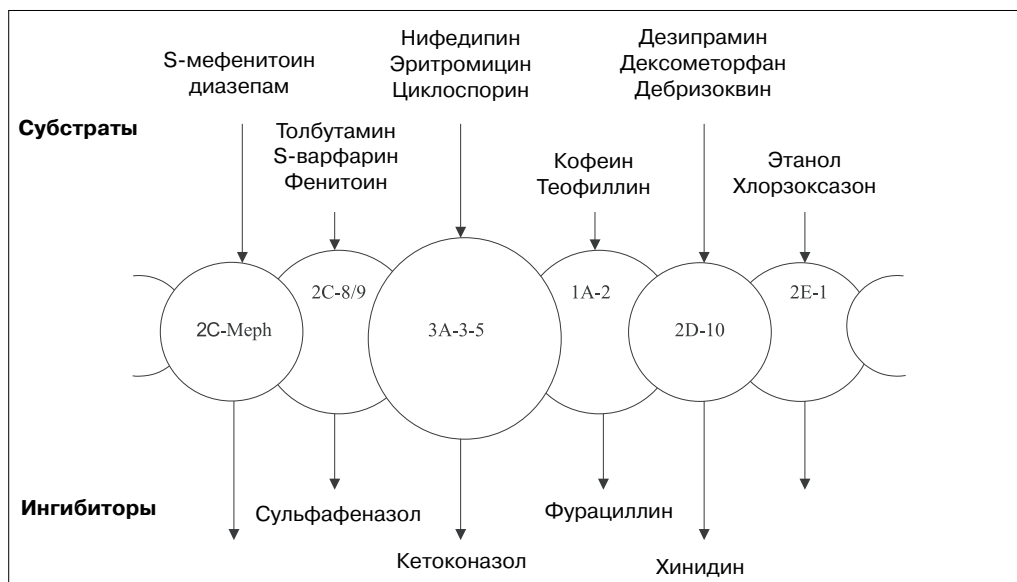 S-мефенитоин
диазепам
Нифедипин
Эритромицин
Циклоспорин
Дезипрамин
Дексометорфан
Дебризоквин
Субстраты
Толбутамин
S-варфарин
Фенитоин
Кофеин
Теофиллин
Этанол
Хлорзоксазон
2C-Meph
2C-8/9
3A-3-5
1A-2
2D-10
2E-1
Ингибиторы
Сульфафеназол
Кетоконазол
Фурациллин
Хинидин